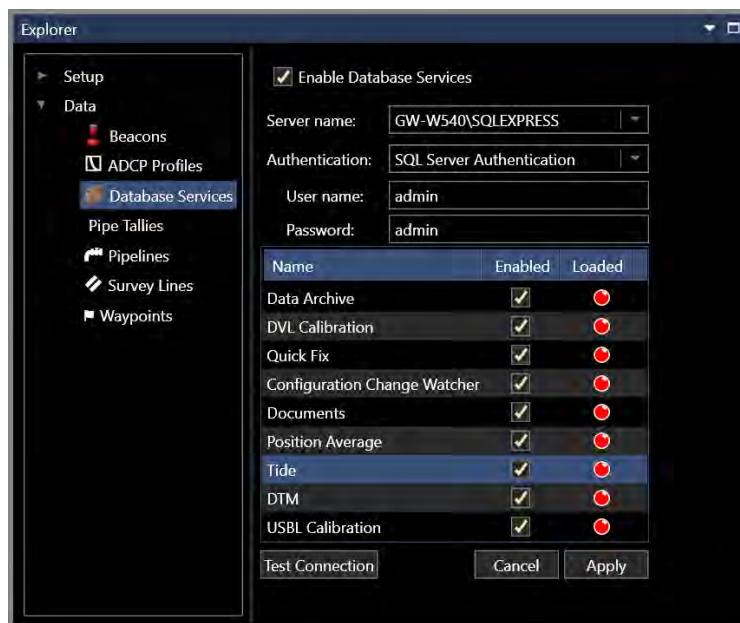 Explorer
Setup
Data
Beacons
ADCP Profiles
Database Services
Pipe Tallies
Pipelines
Survey Lines
Waypoints
Enable Database Services
Server name: GW-W540\SQLEXPRESS
Authentication: SQL Server Authentication
User name: admin
Password: admin
Name Enabled Loaded
Data Archive
DVL Calibration
Quick Fix
Configuration Change Watcher
Documents
Position Average
Tide
DTM
USBL Calibration
Test Connection Cancel Apply